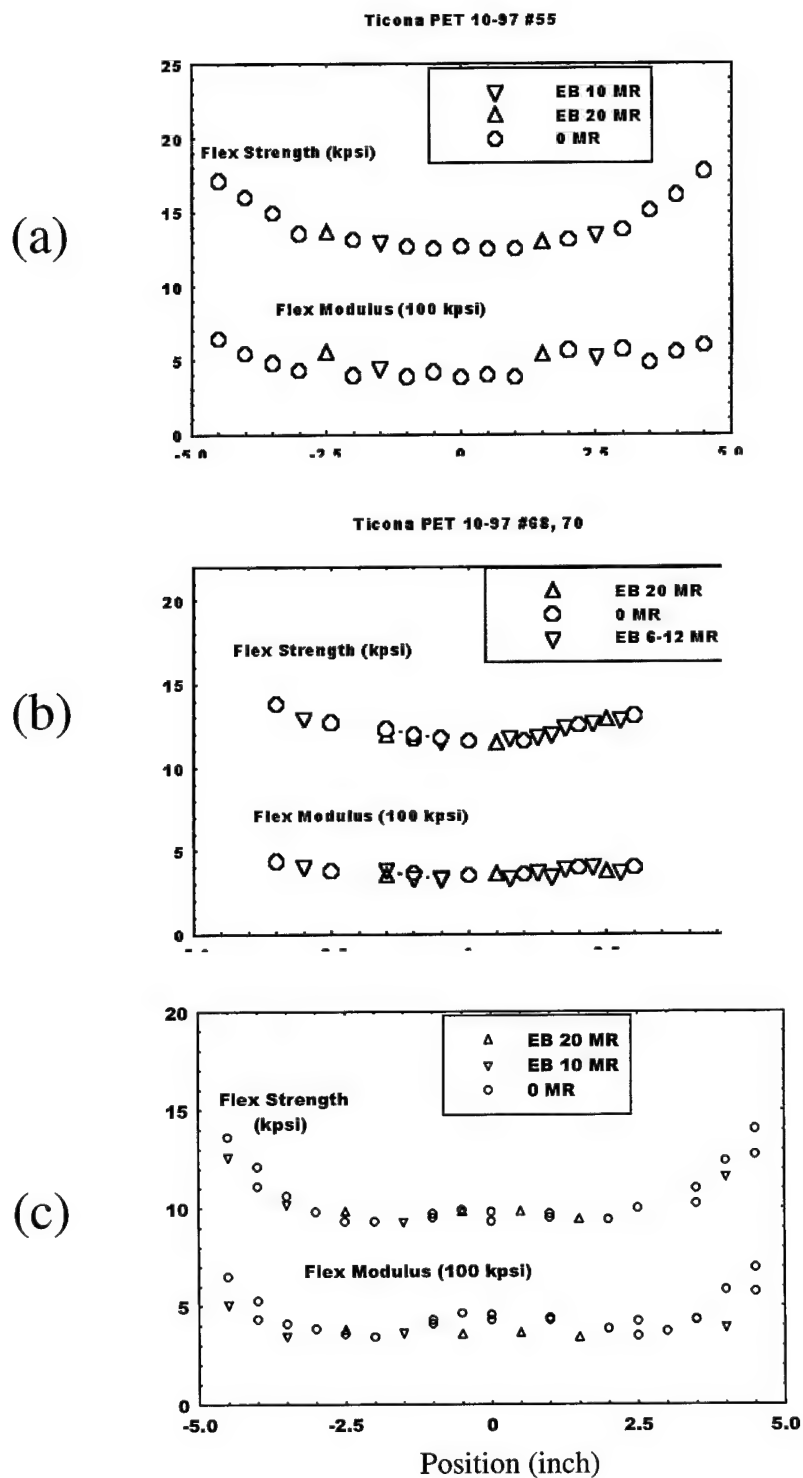 Ticona PET 10-97 #55
25
EB 10 MR
EB 20 MR
0 MR
20
Flex Strength (kpsi)
15
(a)
10
Flex Modulus (100 kpsi)
5
0
-5.0 -2.5 0 2.5 5.0
Ticona PET 10-97 #68, 70
20
EB 20 MR
0 MR
EB 6-12 MR
Flex Strength (kpsi)
15
(b)
10
Flex Modulus (100 kpsi)
5
0
20
EB 20 MR
EB 10 MR
0 MR
Flex Strength
(kpsi)
15
(c)
10
Flex Modulus (100 kpsi)
5
0
-5.0 -2.5 0 2.5 5.0
Position (inch)